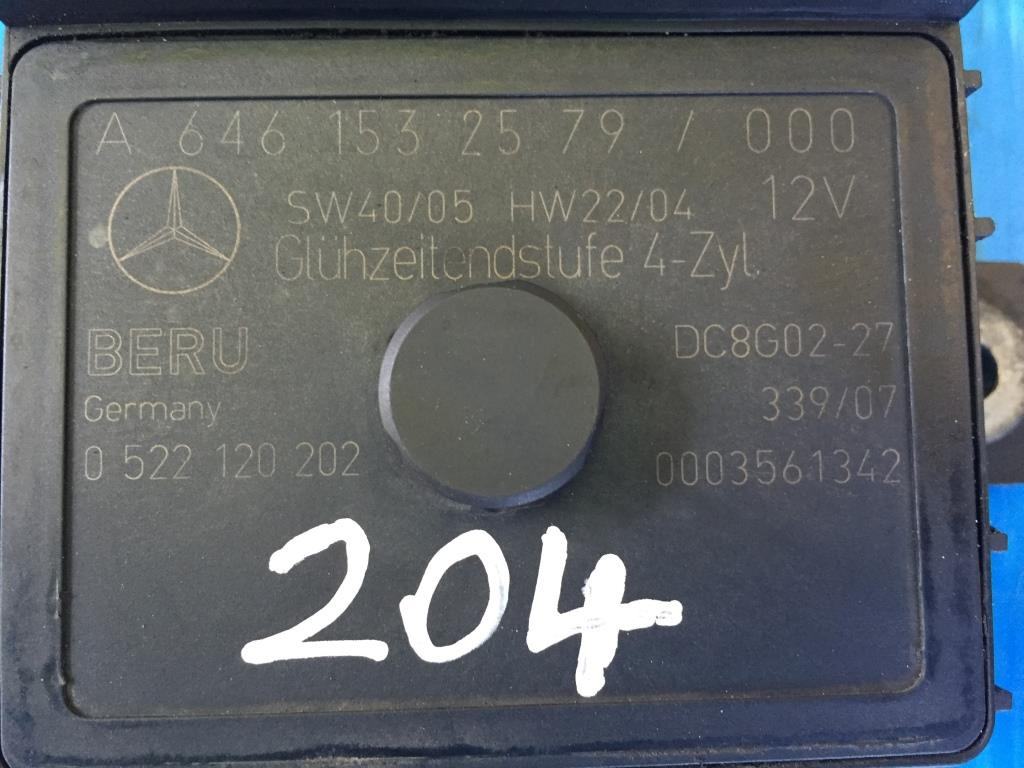 A 646 153 25 79 / 000
SW40/05 HW22/04 12V
Glühzeitendstufe 4-Zyl.
BERU DC8G02-27
Germany 339/07
0 522 120 202 0003561342
204